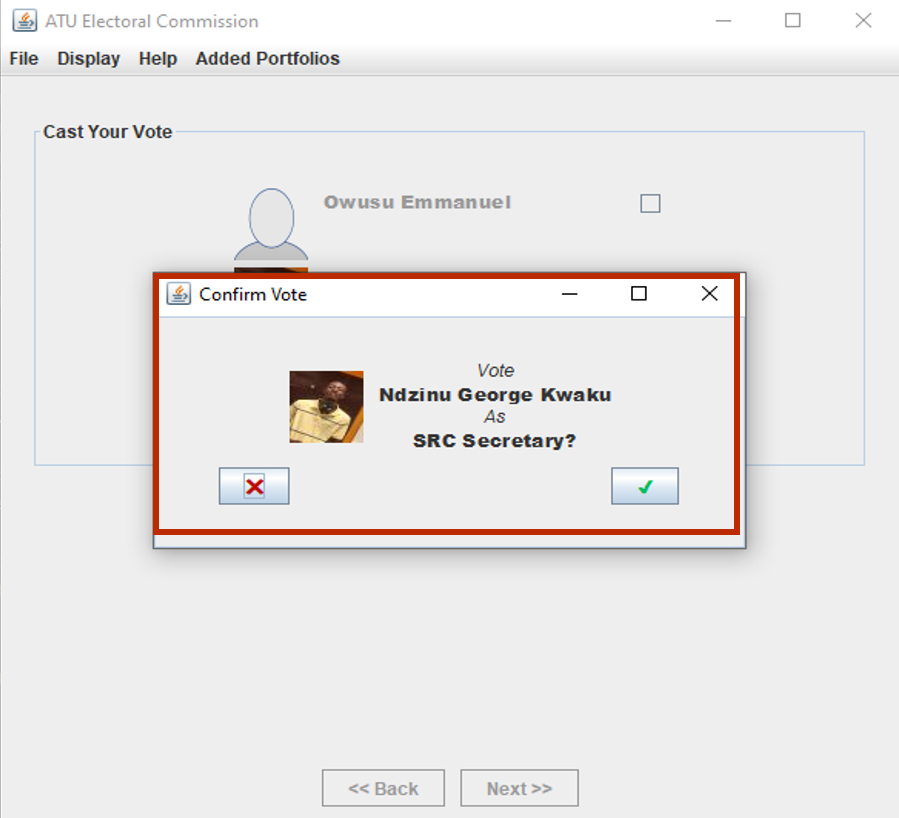 ATU Electoral Commission
File Display Help Added Portfolios
Cast Your Vote
Owusu Emmanuel
Confirm Vote
Vote
Ndzinu George Kwaku
As
SRC Secretary?
<< Back Next >>